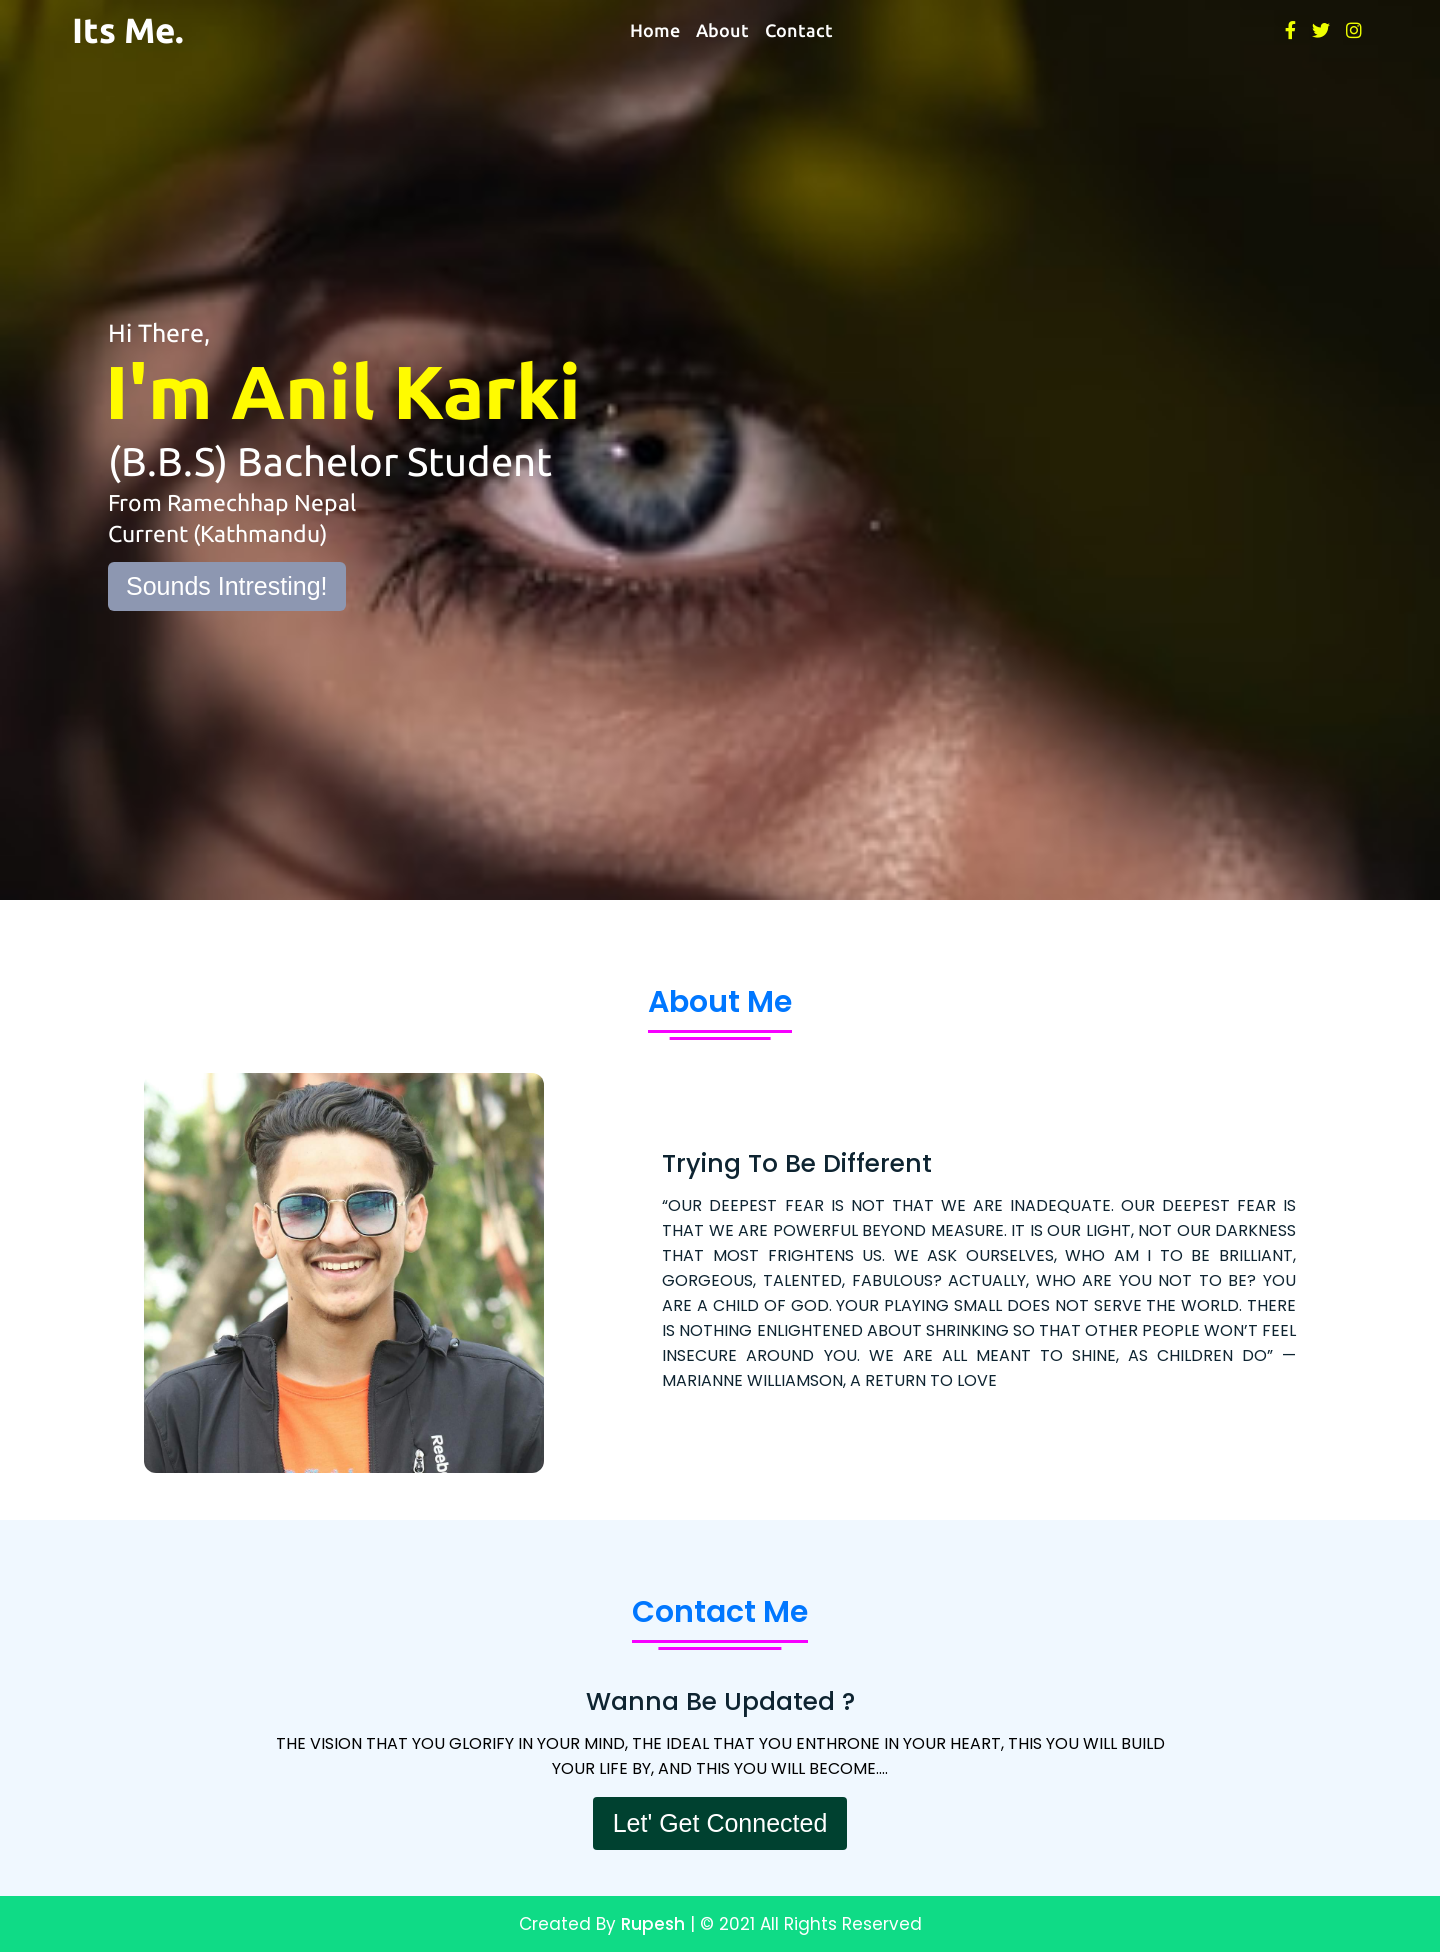 Its Me.
Home About Contact
Hi There,
I'm Anil Karki
(B.B.S) Bachelor Student
From Ramechhap Nepal
Current (Kathmandu)
Sounds Intresting!
About Me
Trying To Be Different
“OUR DEEPEST FEAR IS NOT THAT WE ARE INADEQUATE. OUR DEEPEST FEAR IS
THAT WE ARE POWERFUL BEYOND MEASURE. IT IS OUR LIGHT, NOT OUR DARKNESS
THAT MOST FRIGHTENS US. WE ASK OURSELVES, WHO AM I TO BE BRILLIANT,
GORGEOUS, TALENTED, FABULOUS? ACTUALLY, WHO ARE YOU NOT TO BE? YOU
ARE A CHILD OF GOD. YOUR PLAYING SMALL DOES NOT SERVE THE WORLD. THERE
IS NOTHING ENLIGHTENED ABOUT SHRINKING SO THAT OTHER PEOPLE WON’T FEEL
INSECURE AROUND YOU. WE ARE ALL MEANT TO SHINE, AS CHILDREN DO” —
MARIANNE WILLIAMSON, A RETURN TO LOVE
Contact Me
Wanna Be Updated ?
THE VISION THAT YOU GLORIFY IN YOUR MIND, THE IDEAL THAT YOU ENTHRONE IN YOUR HEART, THIS YOU WILL BUILD
YOUR LIFE BY, AND THIS YOU WILL BECOME....
Let' Get Connected
Created By Rupesh | © 2021 All Rights Reserved